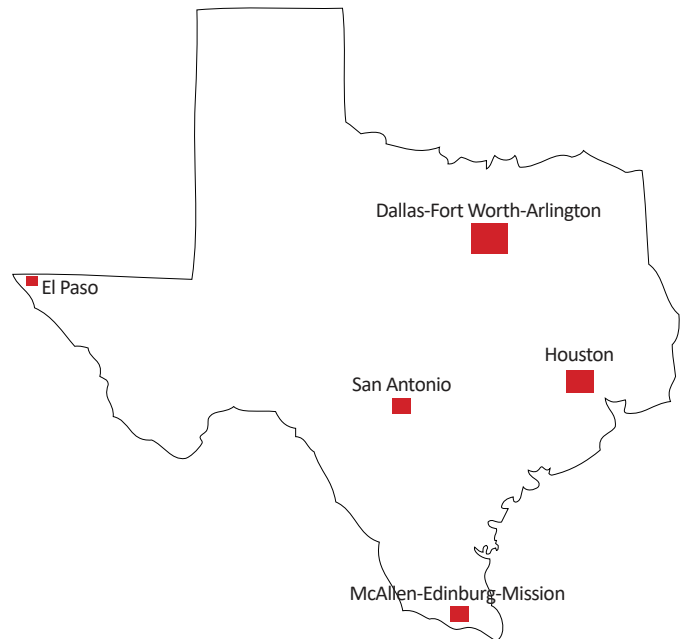 Dallas-Fort Worth-Arlington
El Paso
Houston
San Antonio
McAllen-Edinburg-Mission